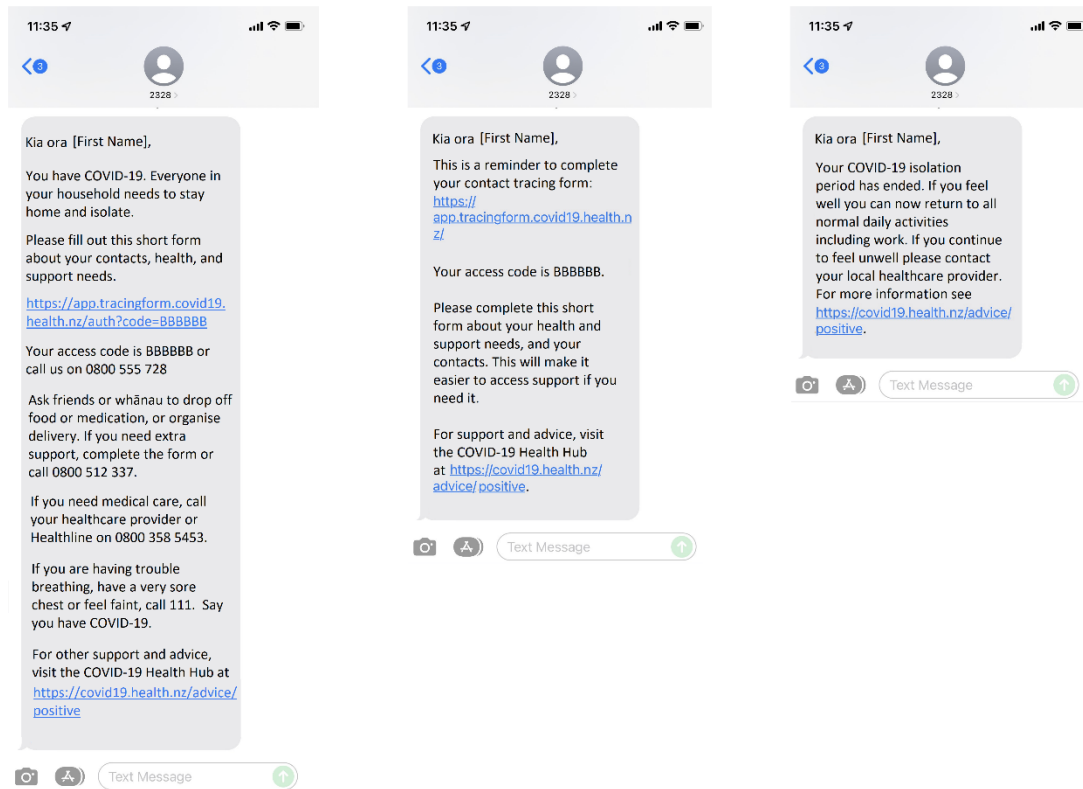 11:35
3
2328
Kia ora [First Name],
You have COVID-19. Everyone in
your household needs to stay
home and isolate.
Please fill out this short form
about your contacts, health, and
support needs.
https://app.tracingform.covid19.
health.nz/auth?code=BBBBBB
Your access code is BBBBBB or
call us on 0800 555 728
Ask friends or whānau to drop off
food or medication, or organise
delivery. If you need extra
support, complete the form or
call 0800 512 337.
If you need medical care, call
your healthcare provider or
Healthline on 0800 358 5453.
If you are having trouble
breathing, have a very sore
chest or feel faint, call 111.  Say
you have COVID-19.
For other support and advice,
visit the COVID-19 Health Hub at
https://covid19.health.nz/advice/
positive
Text Message
11:35
3
2328
Kia ora [First Name],
This is a reminder to complete
your contact tracing form:
https://
app.tracingform.covid19.health.n
z/
Your access code is BBBBBB.
Please complete this short
form about your health and
support needs, and your
contacts. This will make it
easier to access support if you
need it.
For support and advice, visit
the COVID-19 Health Hub
at https://covid19.health.nz/
advice/positive.
Text Message
11:35
3
2328
Kia ora [First Name],
Your COVID-19 isolation
period has ended. If you feel
well you can now return to all
normal daily activities
including work. If you continue
to feel unwell please contact
your local healthcare provider.
For more information see
https://covid19.health.nz/advice/
positive.
Text Message